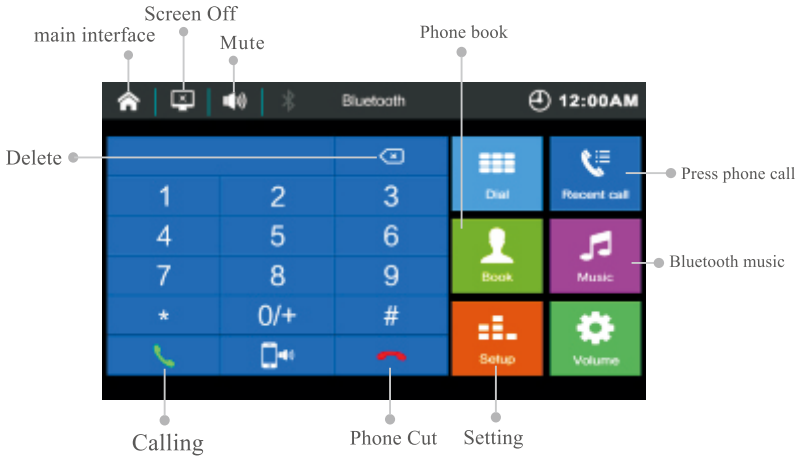 Screen Off
main interface
Mute
Phone book
Bluetooth
12:00AM
Delete
1 2 3
4 5 6
7 8 9
* 0/+ #
Dial
Recent call
Press phone call
Book
Music
Bluetooth music
Setup
Volume
Calling
Phone Cut
Setting